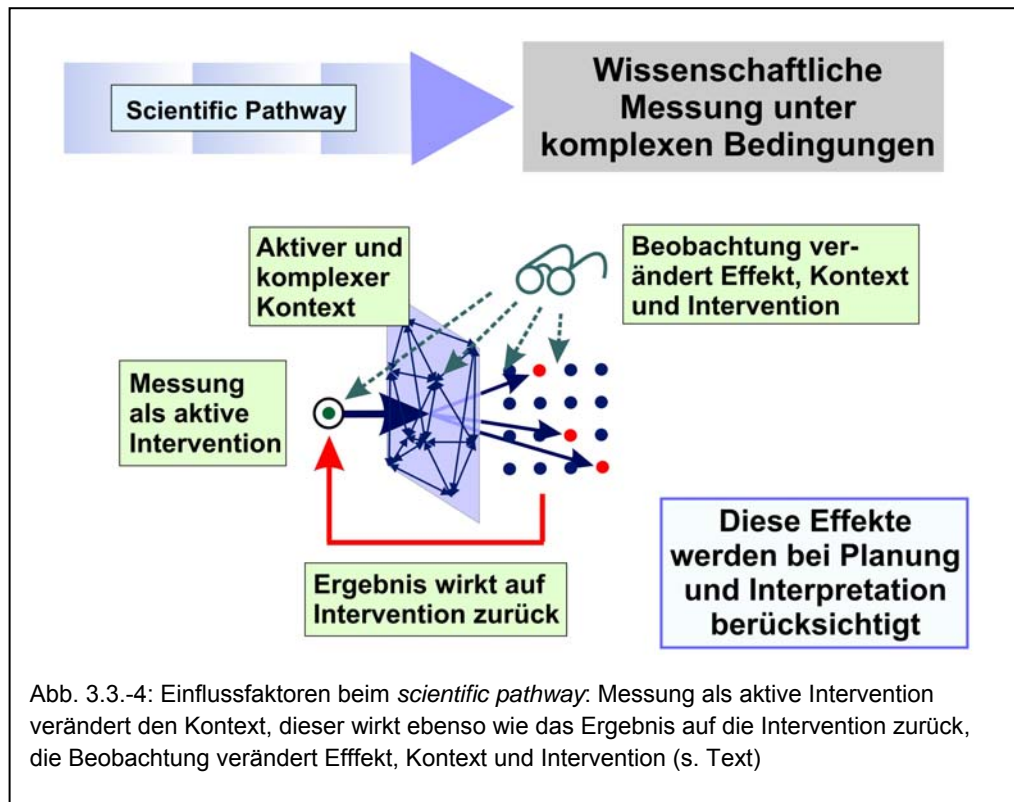 Scientific Pathway
Wissenschaftliche
Messung unter
komplexen Bedingungen
Aktiver und
komplexer
Kontext
Beobachtung ver-
ändert Effekt, Kontext
und Intervention
Messung
als aktive
Intervention
Ergebnis wirkt auf
Intervention zurück
Diese Effekte
werden bei Planung
und Interpretation
berücksichtigt
Abb. 3.3.-4: Einflussfaktoren beim scientific pathway: Messung als aktive Intervention
verändert den Kontext, dieser wirkt ebenso wie das Ergebnis auf die Intervention zurück,
die Beobachtung verändert Efffekt, Kontext und Intervention (s. Text)